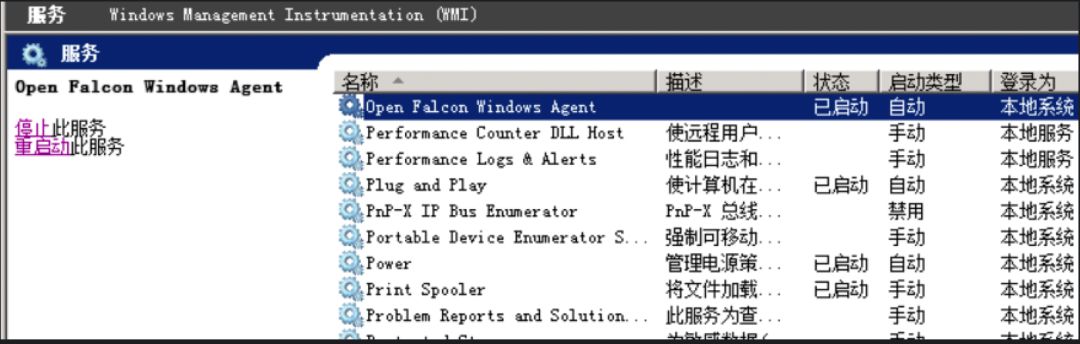 服务 Windows Management Instrumentation (WMI)
服务
Open Falcon Windows Agent
停止此服务
重启动此服务
名称 描述 状态 启动类型 登录为
Open Falcon Windows Agent 已启动 自动 本地系统
Performance Counter DLL Host 使远程用户... 手动 本地服务
Performance Logs & Alerts 性能日志和... 手动 本地服务
Plug and Play 使计算机在... 已启动 自动 本地系统
PnP-X IP Bus Enumerator PnP-X 总线... 禁用 本地系统
Portable Device Enumerator S... 强制可移动... 手动 本地系统
Power 管理电源策... 已启动 自动 本地系统
Print Spooler 将文件加载... 已启动 手动 本地系统
Problem Reports and Solution... 此服务为查... 手动 本地系统